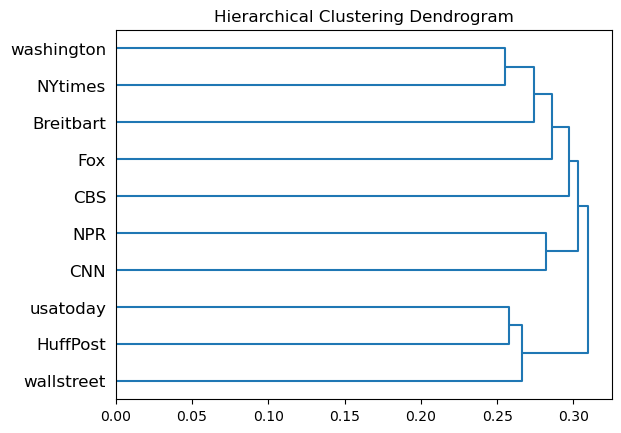 Hierarchical Clustering Dendrogram
washington
NYtimes
Breitbart
Fox
CBS
NPR
CNN
usatoday
HuffPost
wallstreet
0.00 0.05 0.10 0.15 0.20 0.25 0.30